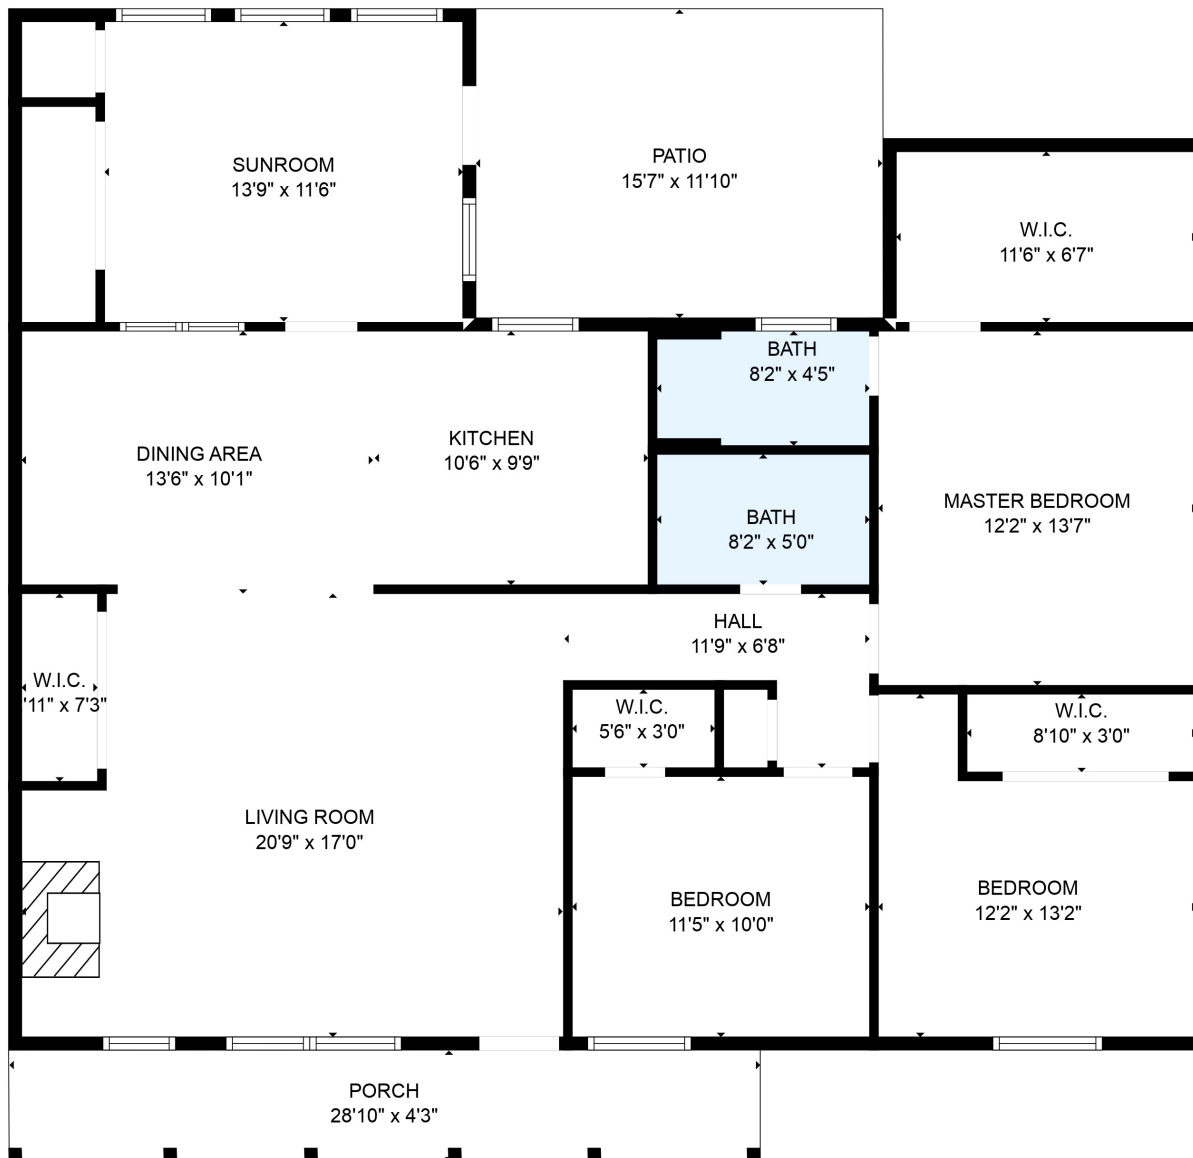 SUNROOM
13'9" x 11'6"
PATIO
15'7" x 11'10"
W.I.C.
11'6" x 6'7"
BATH
8'2" x 4'5"
DINING AREA
13'6" x 10'1"
KITCHEN
10'6" x 9'9"
MASTER BEDROOM
12'2" x 13'7"
BATH
8'2" x 5'0"
HALL
11'9" x 6'8"
W.I.C.
'11" x 7'3"
W.I.C.
5'6" x 3'0"
W.I.C.
8'10" x 3'0"
LIVING ROOM
20'9" x 17'0"
BEDROOM
11'5" x 10'0"
BEDROOM
12'2" x 13'2"
PORCH
28'10" x 4'3"